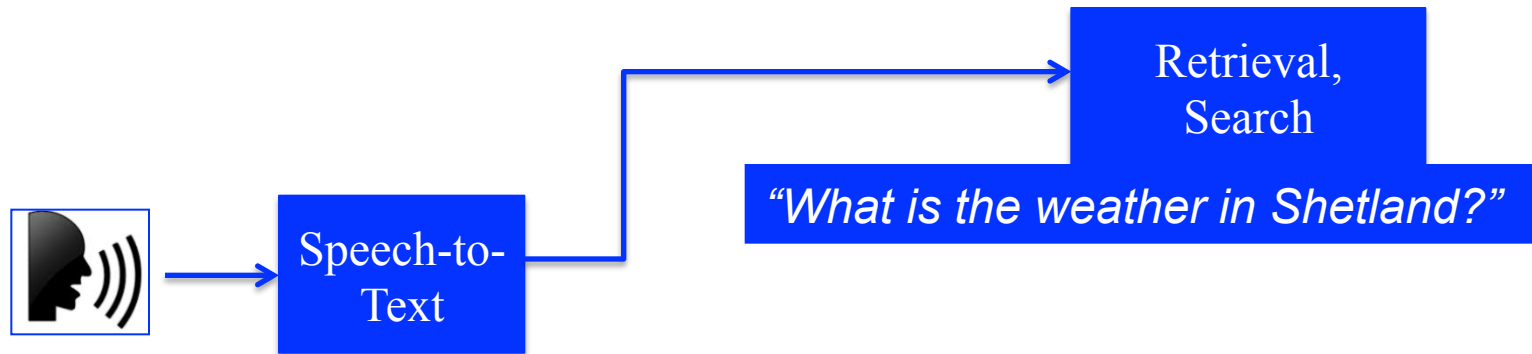 Retrieval,
Search
“What is the weather in Shetland?”
Speech-to-
Text